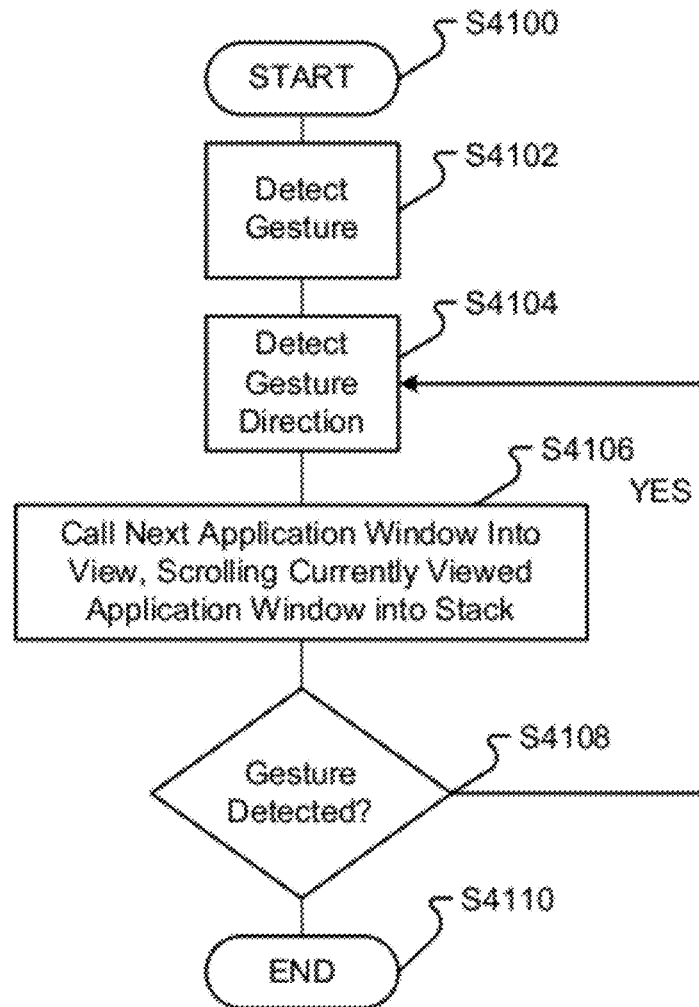 S4100
START
S4102
Detect
Gesture
S4104
Detect
Gesture
Direction
S4106
YES
Call Next Application Window Into
View, Scrolling Currently Viewed
Application Window into Stack
S4108
Gesture
Detected?
S4110
END